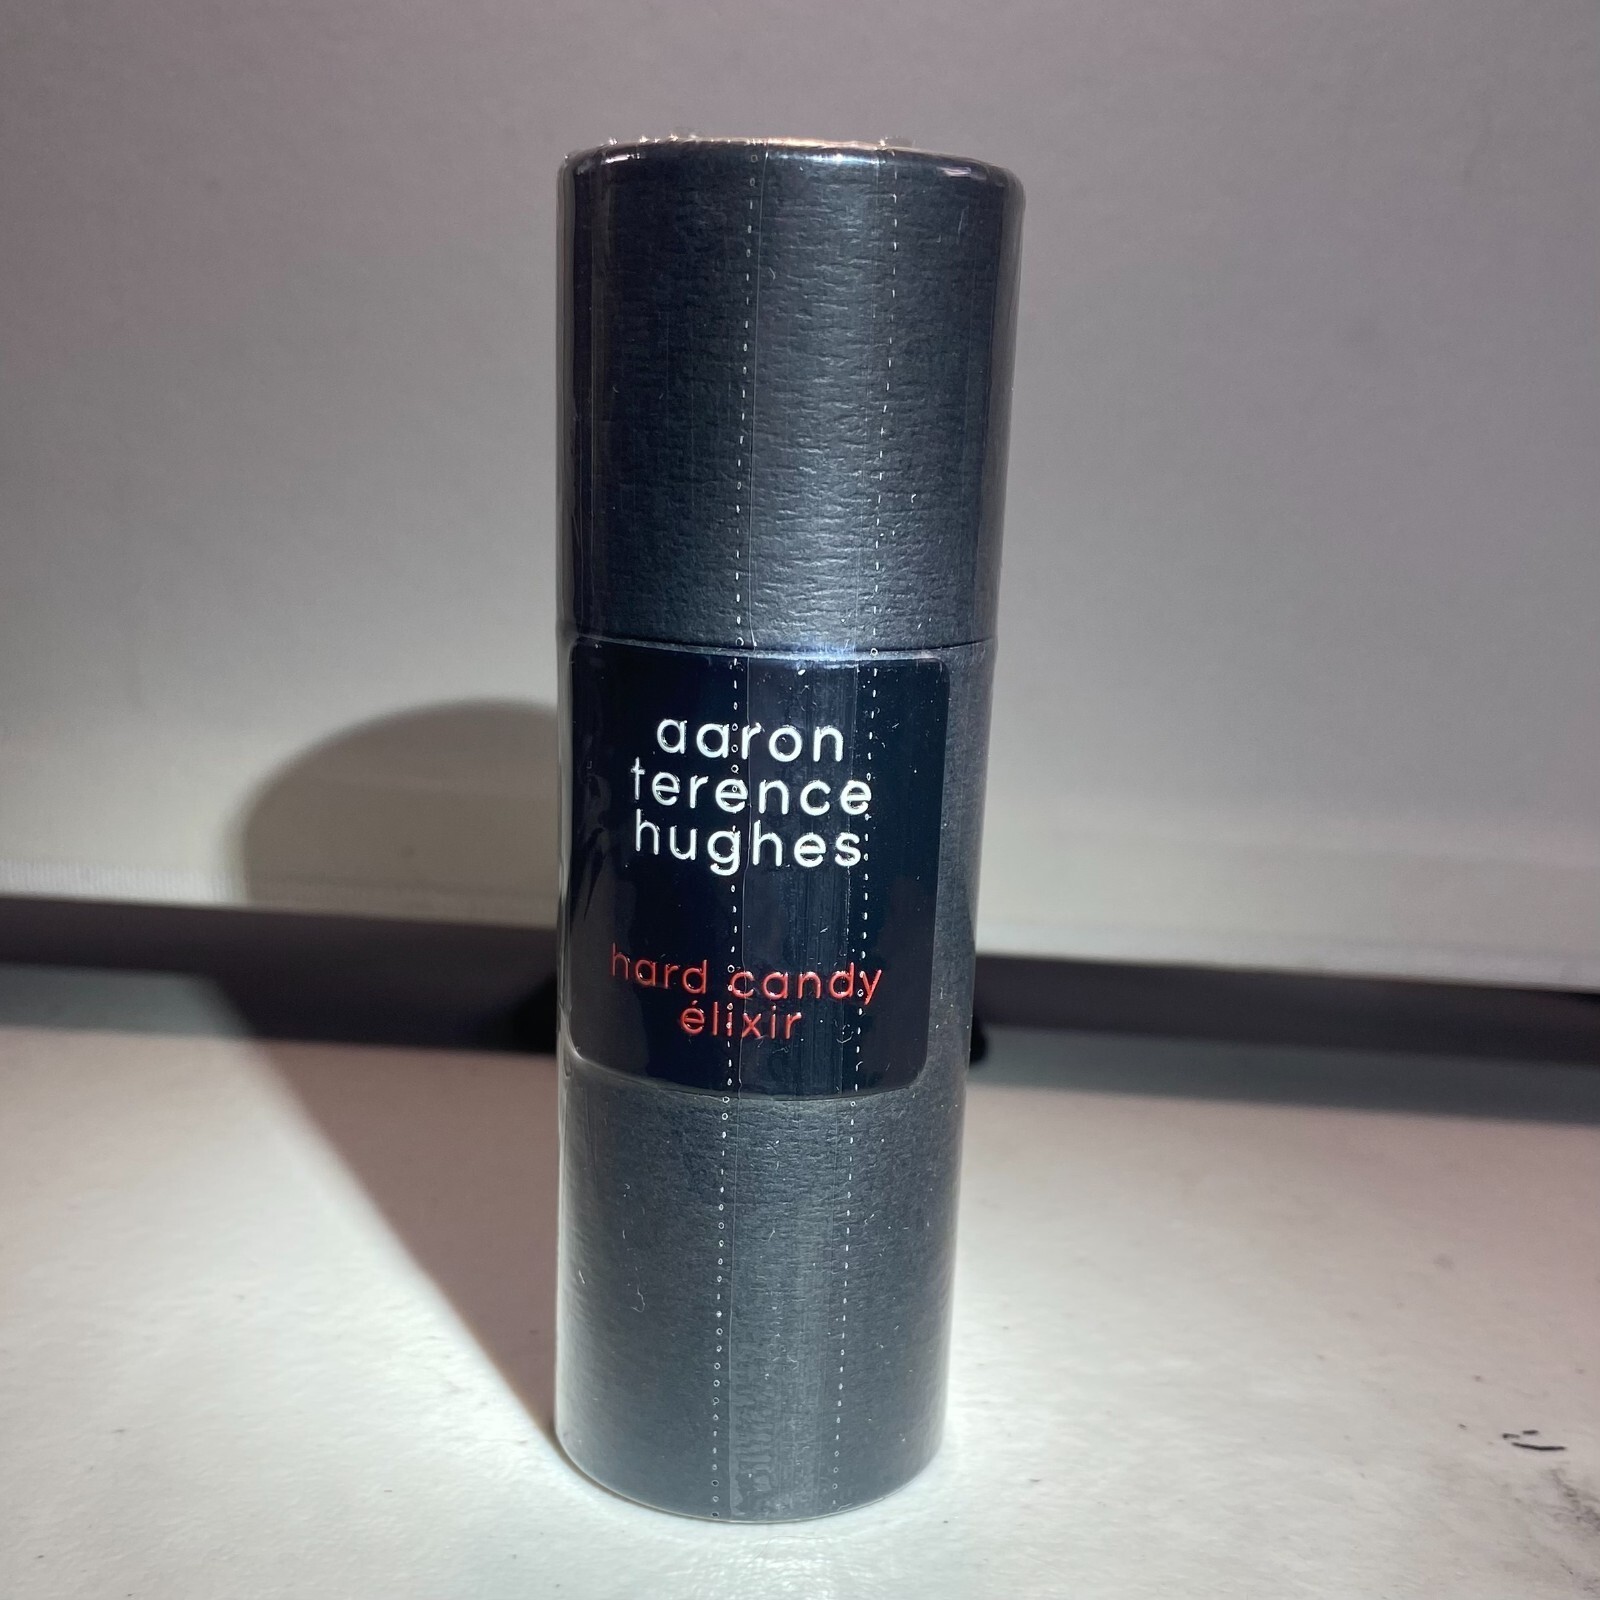 aaron
terence
hughes
hard candy
élixir